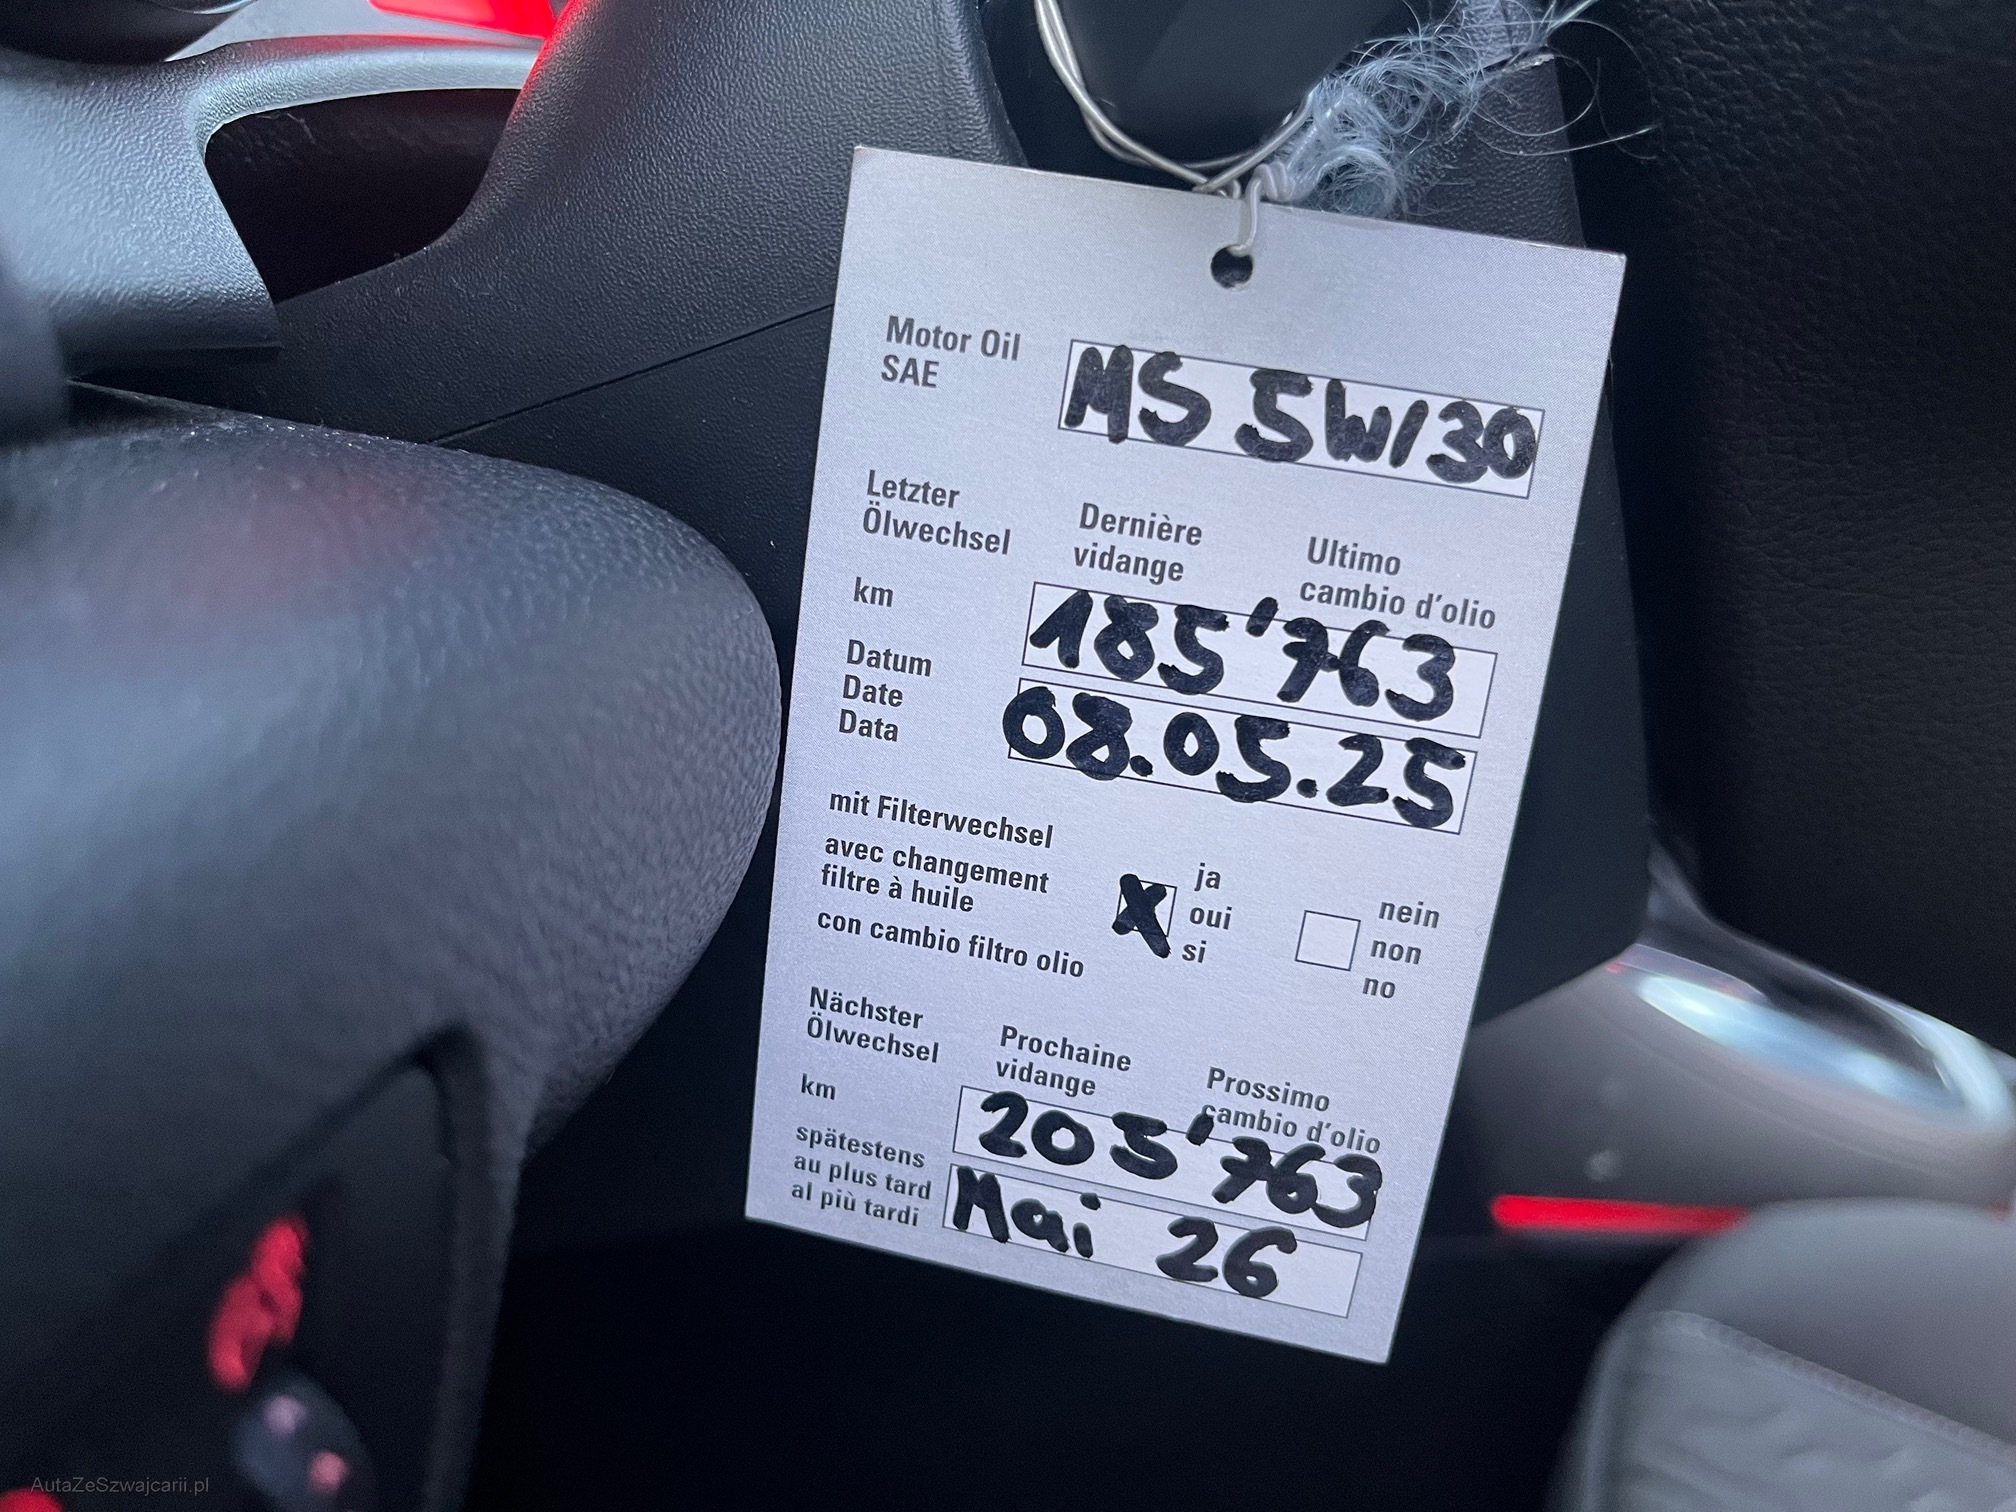 Motor Oil
SAE
MS 5W/30
Letzter
Ölwechsel
Dernière
vidange
Ultimo
cambio d'olio
km
185'763
Datum
Date
Data
08.05.25
mit Filterwechsel
avec changement
filtre à huile
con cambio filtro olio
X
ja
oui
si
nein
non
no
Nächster
Ölwechsel
Prochaine
vidange
Prossimo
cambio d'olio
km
205'763
spätestens
au plus tard
al più tardi
Mai 26
AutaZeSzwajcarii.pl